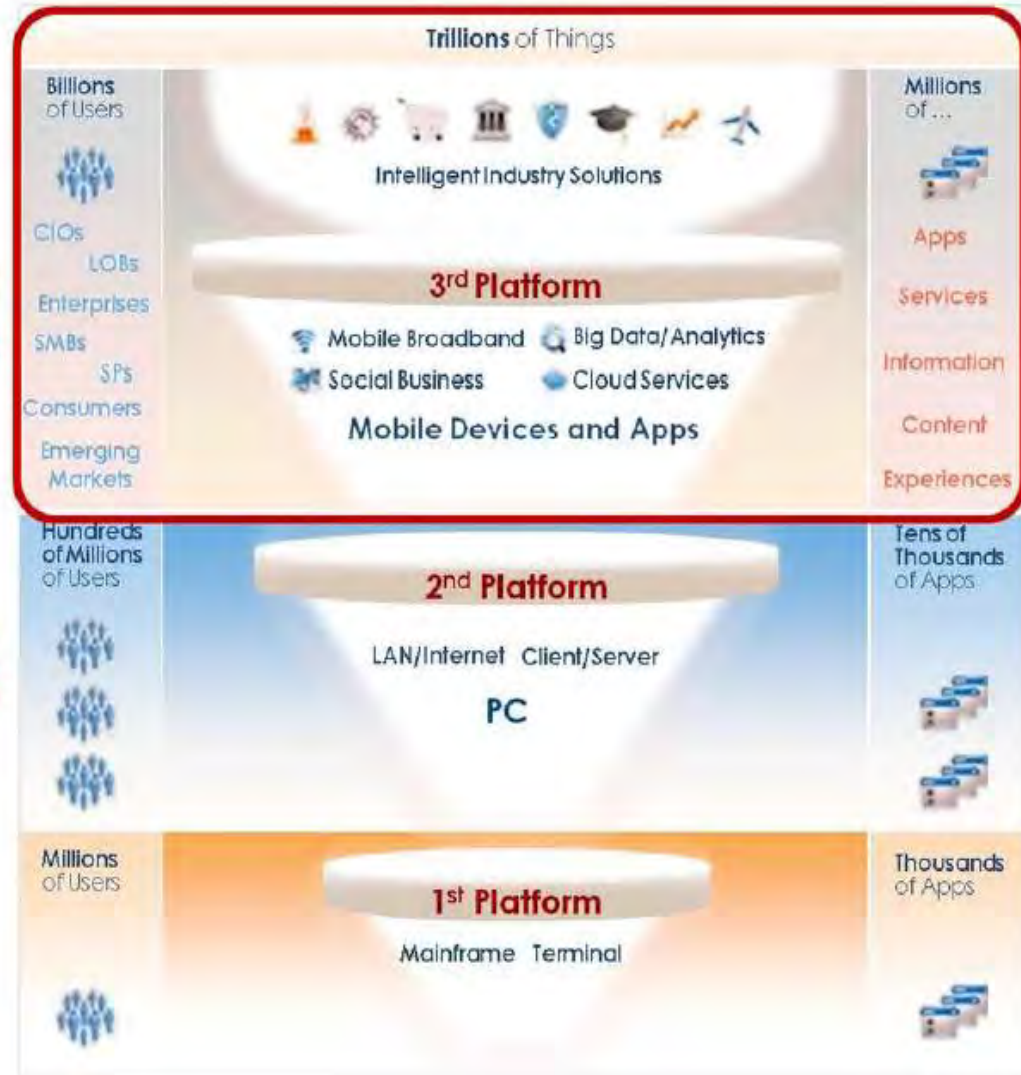 Trillions of Things
Billions
of Users
Millions
of ...
Intelligent Industry Solutions
CIOs
LOBs
Enterprises
SMBs
SPs
Consumers
Emerging
Markets
3rd Platform
Mobile Broadband Big Data/Analytics
Social Business Cloud Services
Mobile Devices and Apps
Apps
Services
Information
Content
Experiences
Hundreds
of Millions
of Users
2nd Platform
LAN/Internet Client/Server
PC
Tens of
Thousands
of Apps
Millions
of Users
1st Platform
Mainframe Terminal
Thousands
of Apps